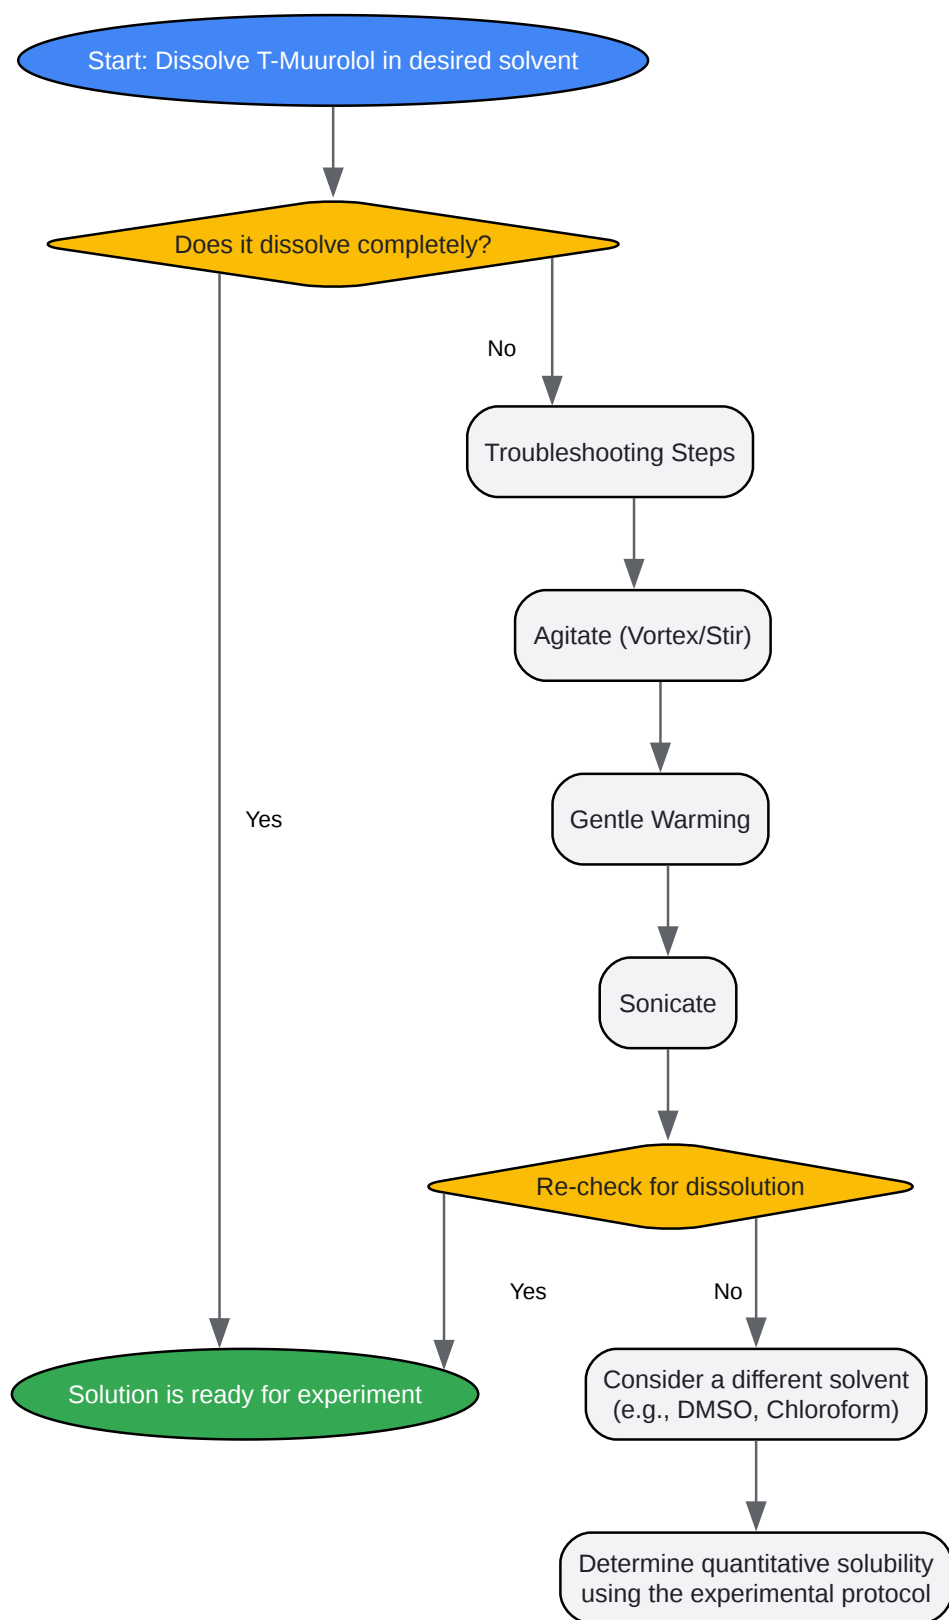 Start: Dissolve T-Muurolol in desired solvent
Does it dissolve completely?
No
Troubleshooting Steps
Agitate (Vortex/Stir)
Yes
Gentle Warming
Sonicate
Re-check for dissolution
Yes
No
Solution is ready for experiment
Consider a different solvent
(e.g., DMSO, Chloroform)
Determine quantitative solubility
using the experimental protocol